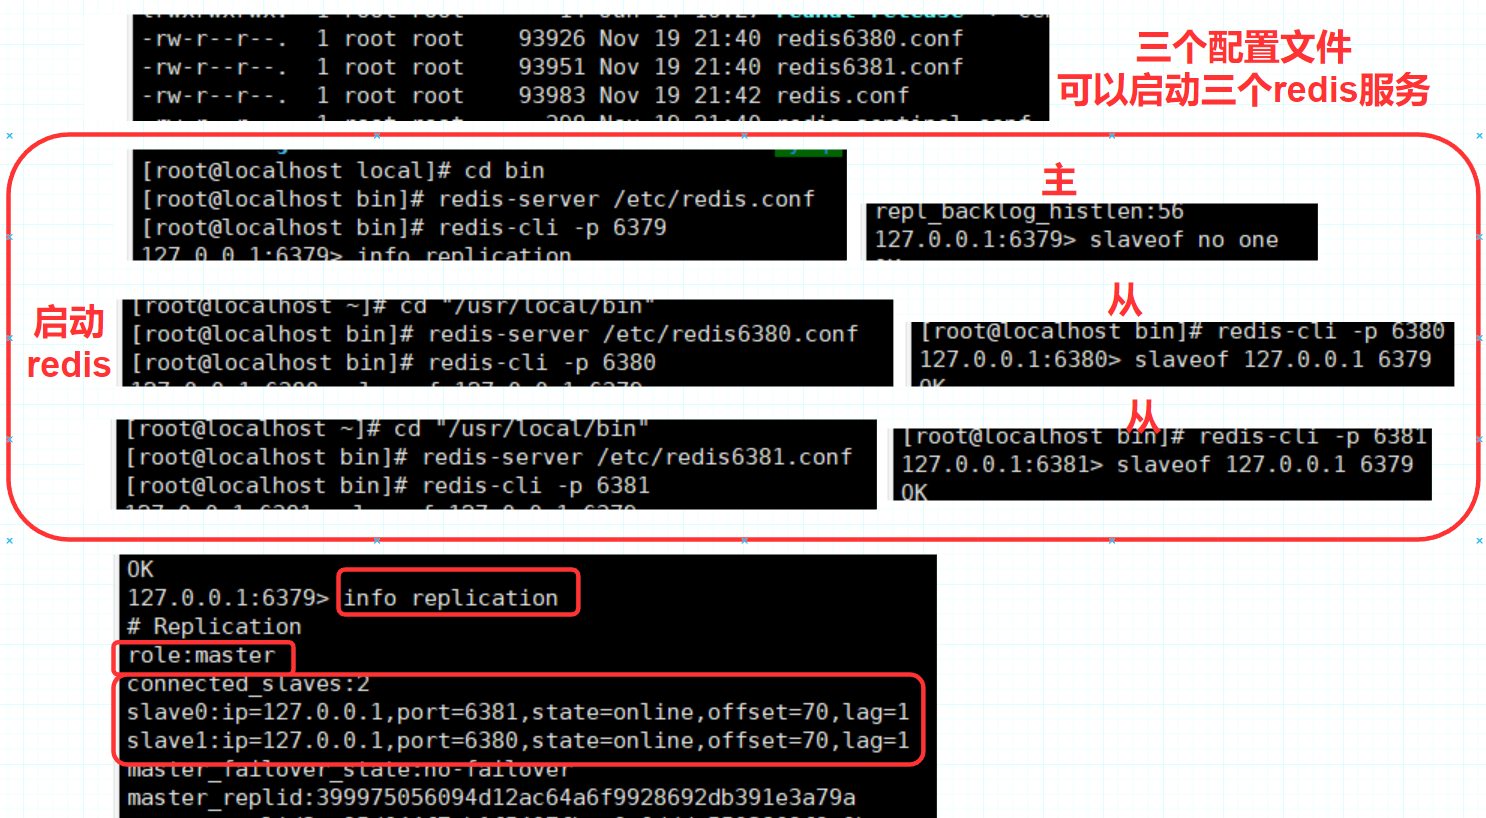 -rw-r--r--. 1 root root 93926 Nov 19 21:40 redis6380.conf
-rw-r--r--. 1 root root 93951 Nov 19 21:40 redis6381.conf
-rw-r--r--. 1 root root 93983 Nov 19 21:42 redis.conf
三个配置文件
可以启动三个redis服务
[root@localhost local]# cd bin
[root@localhost bin]# redis-server /etc/redis.conf
[root@localhost bin]# redis-cli -p 6379
127.0.0.1:6379> info replication
主
repl_backlog_histlen:56
127.0.0.1:6379> slaveof no one
OK
启动
redis
[root@localhost ~]# cd "/usr/local/bin"
[root@localhost bin]# redis-server /etc/redis6380.conf
[root@localhost bin]# redis-cli -p 6380
从
[root@localhost bin]# redis-cli -p 6380
127.0.0.1:6380> slaveof 127.0.0.1 6379
OK
[root@localhost ~]# cd "/usr/local/bin"
[root@localhost bin]# redis-server /etc/redis6381.conf
[root@localhost bin]# redis-cli -p 6381
从
[root@localhost bin]# redis-cli -p 6381
127.0.0.1:6381> slaveof 127.0.0.1 6379
OK
OK
127.0.0.1:6379> info replication
# Replication
role:master
connected_slaves:2
slave0:ip=127.0.0.1,port=6381,state=online,offset=70,lag=1
slave1:ip=127.0.0.1,port=6380,state=online,offset=70,lag=1
master_failover_state:no-failover
master_replid:399975056094d12ac64a6f9928692db391e3a79a